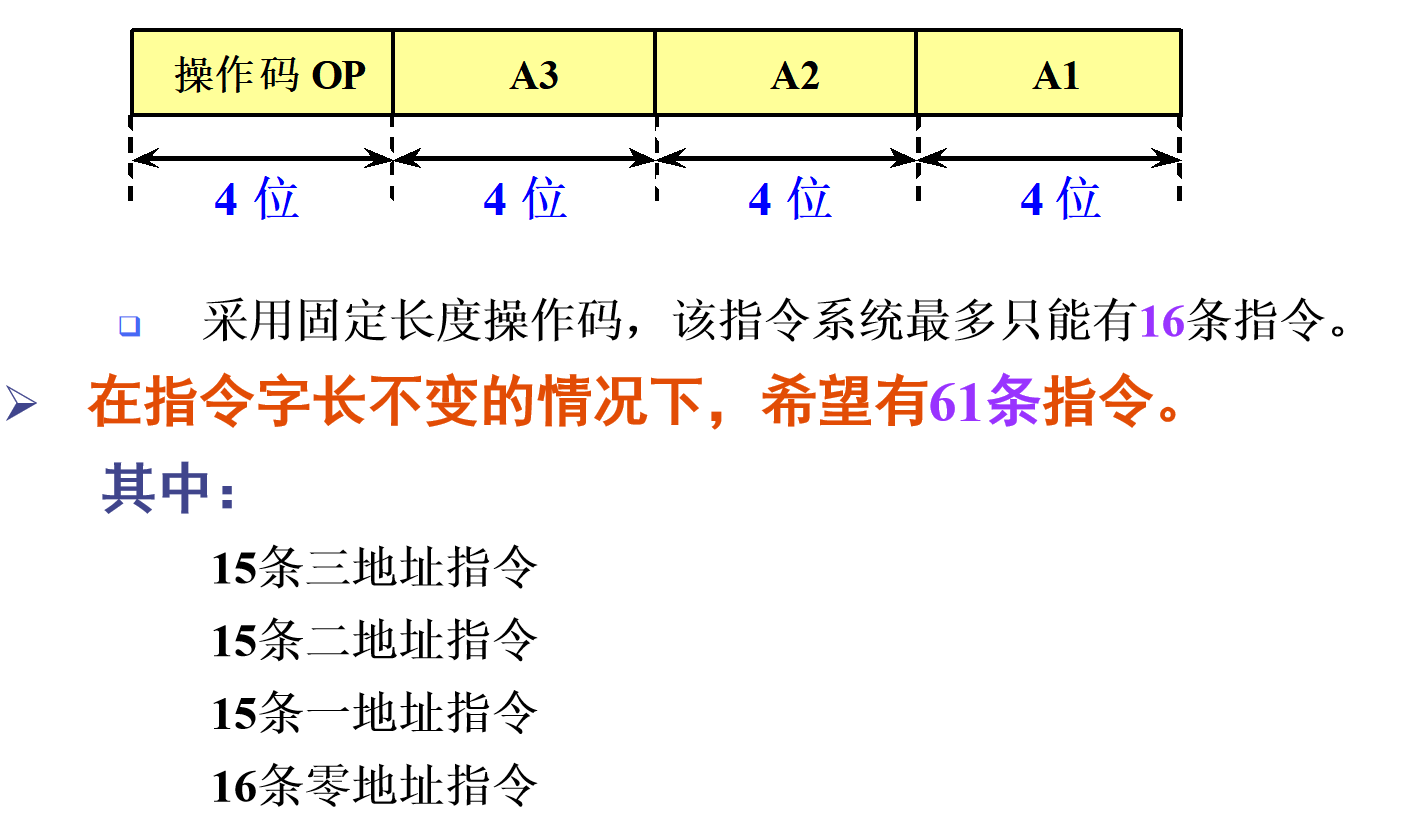 操作码 OP A3 A2 A1
4 位 4 位 4 位 4 位
采用固定长度操作码，该指令系统最多只能有16条指令。
在指令字长不变的情况下，希望有61条指令。
其中：
15条三地址指令
15条二地址指令
15条一地址指令
16条零地址指令